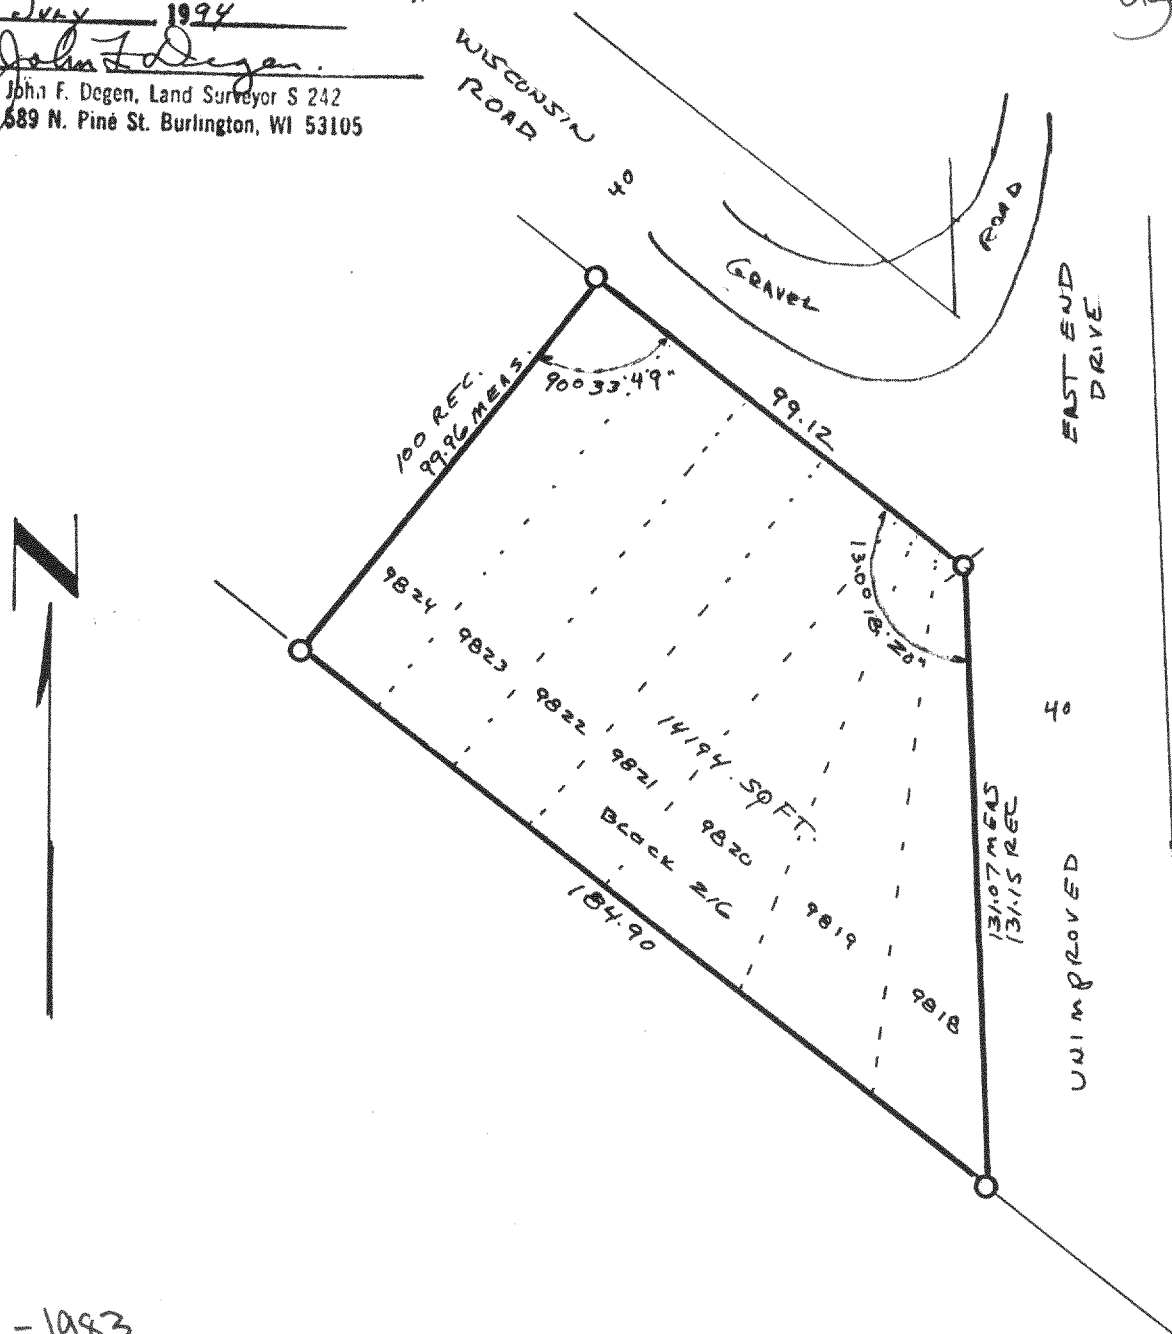 July 1994
John F. Degen.
John F. Degen, Land Surveyor S 242
689 N. Pine St. Burlington, WI 53105
WISCONSIN
ROAD
40
GRAVEL
ROAD
EAST END
DRIVE
100 REC.
99.96 MEAS.
90° 33' 49"
99.12
N
130° 18' 20"
9824
9823
9822
9821
9820
9819
9818
14194. SQ FT.
BLOCK 216
184.90
40
131.07 MEAS
131.15 REC
UNIMPROVED
- 1983